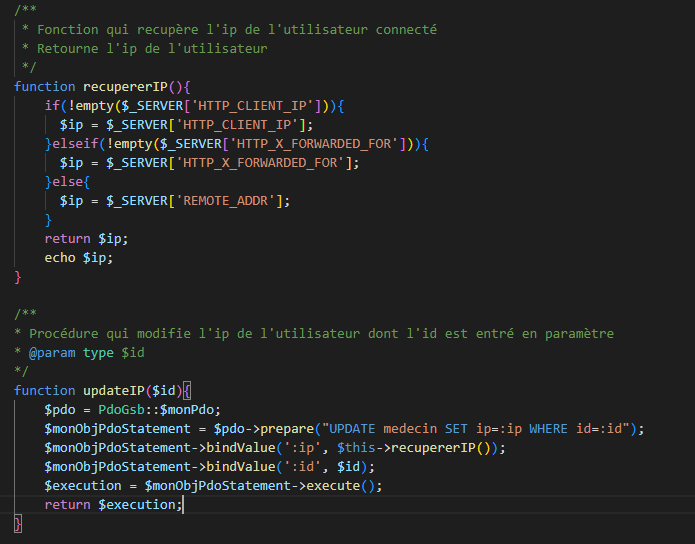 /**
 * Fonction qui recupère l'ip de l'utilisateur connecté
 * Retourne l'ip de l'utilisateur
 */
function recupererIP(){
    if(!empty($_SERVER['HTTP_CLIENT_IP'])){
      $ip = $_SERVER['HTTP_CLIENT_IP'];
    }elseif(!empty($_SERVER['HTTP_X_FORWARDED_FOR'])){
      $ip = $_SERVER['HTTP_X_FORWARDED_FOR'];
    }else{
      $ip = $_SERVER['REMOTE_ADDR'];
    }
    return $ip;
    echo $ip;
}
/**
* Procédure qui modifie l'ip de l'utilisateur dont l'id est entré en paramètre
* @param type $id
*/
function updateIP($id){
    $pdo = PdoGsb::$monPdo;
    $monObjPdoStatement = $pdo->prepare("UPDATE medecin SET ip=:ip WHERE id=:id");
    $monObjPdoStatement->bindValue(':ip', $this->recupererIP());
    $monObjPdoStatement->bindValue(':id', $id);
    $execution = $monObjPdoStatement->execute();
    return $execution;
}